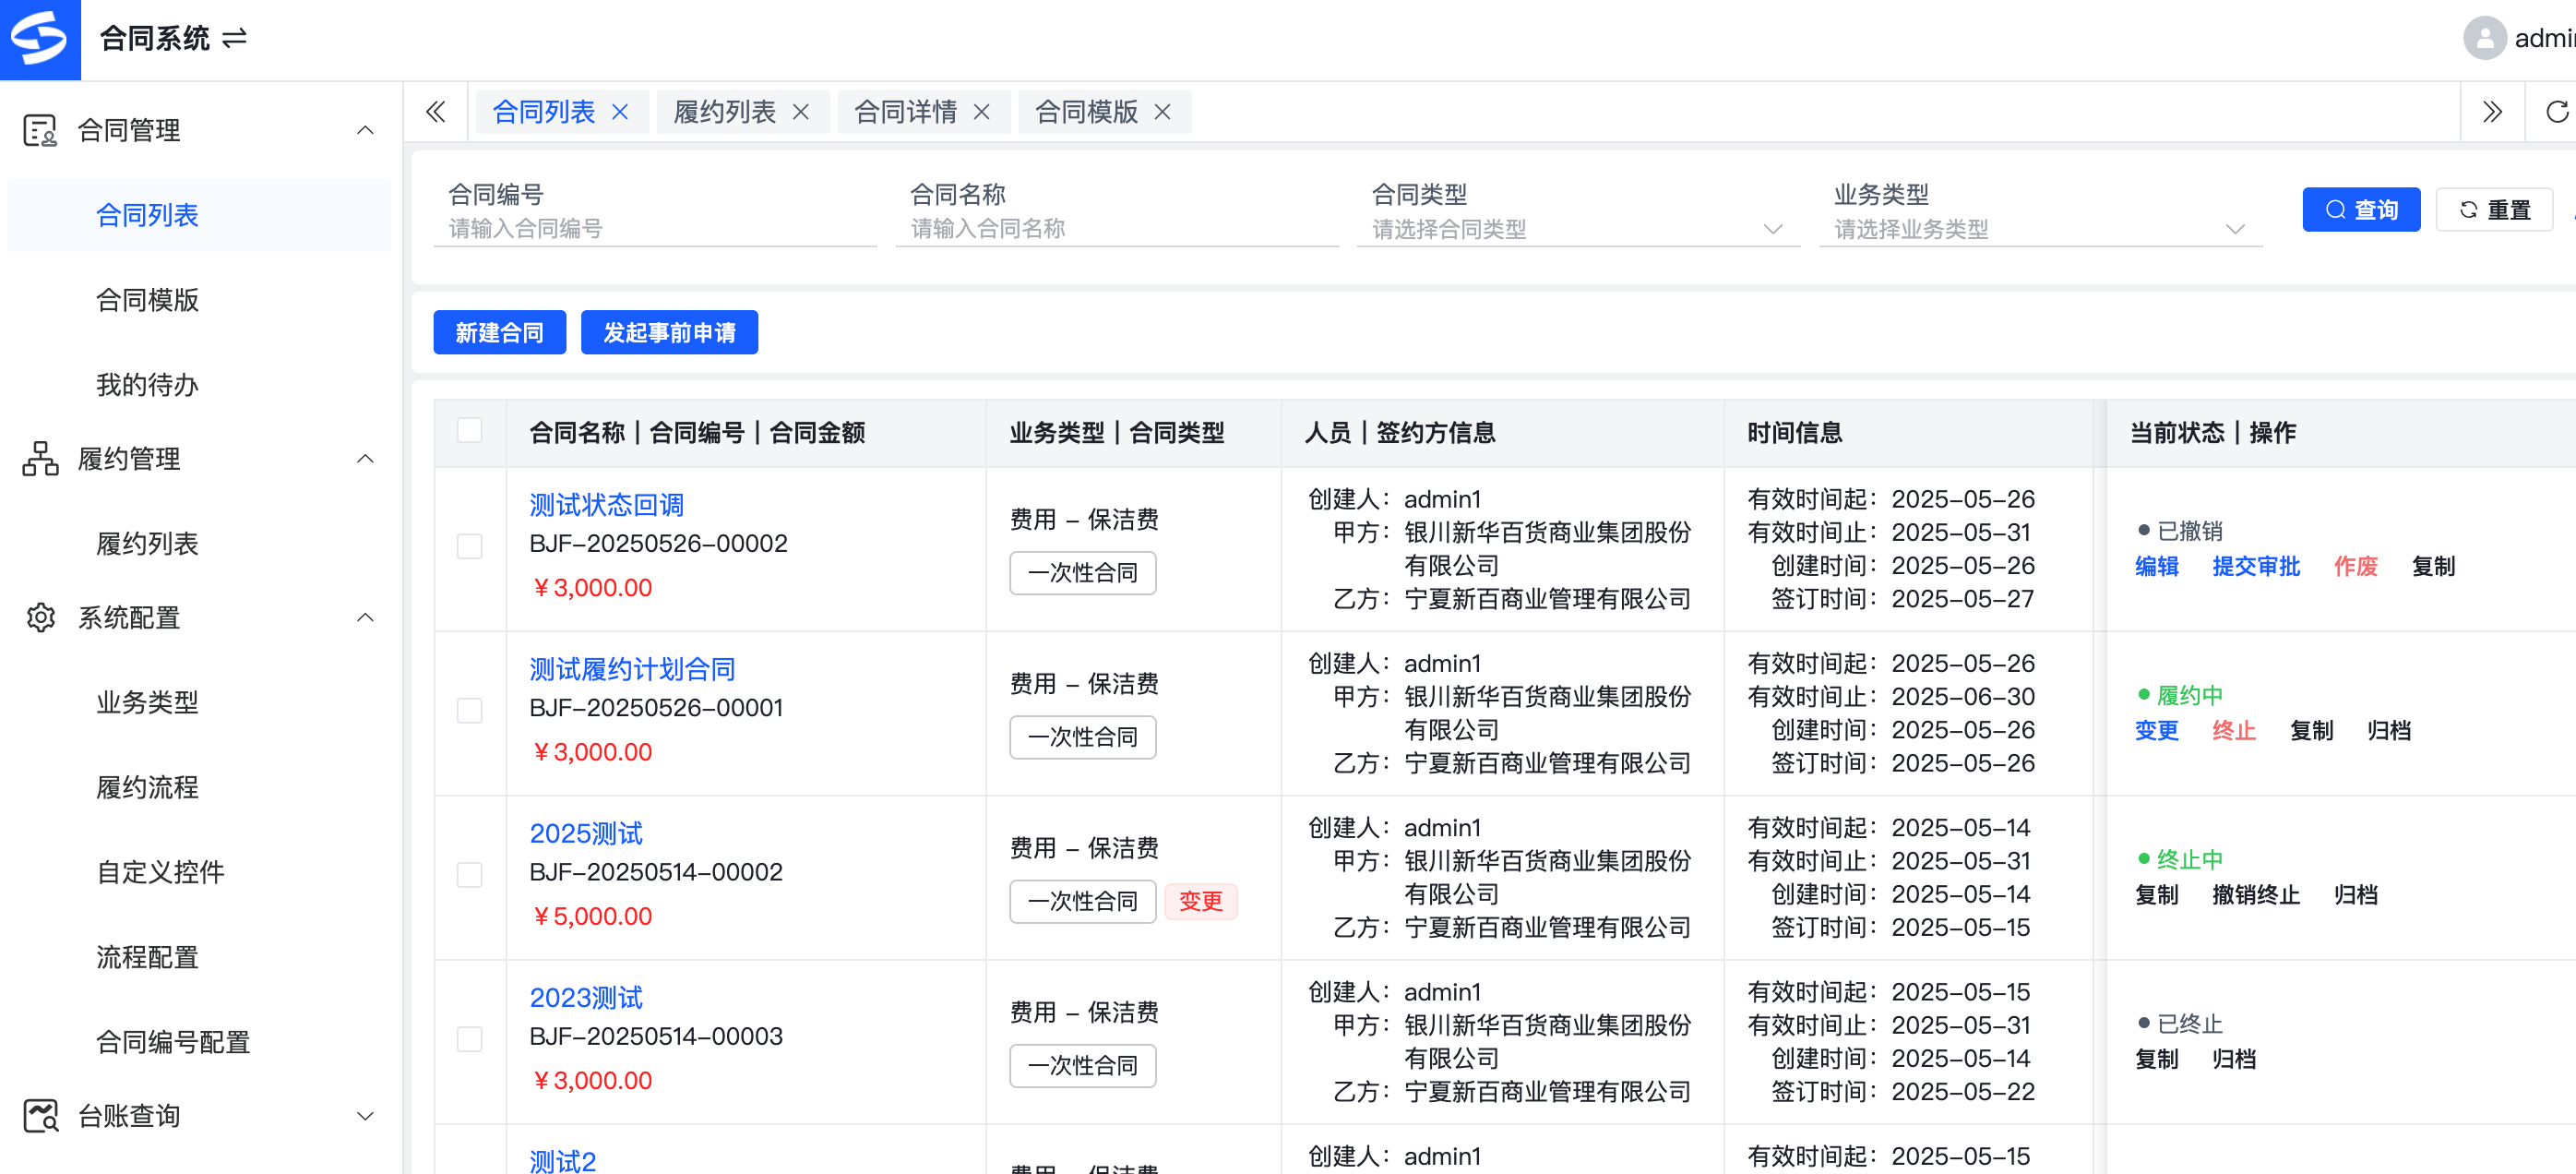 合同系统
admi
合同管理
合同列表
合同模版
我的待办
履约管理
履约列表
系统配置
业务类型
履约流程
自定义控件
流程配置
合同编号配置
台账查询
合同列表 履约列表 合同详情 合同模版
合同编号 合同名称 合同类型 业务类型
请输入合同编号 请输入合同名称 请选择合同类型 请选择业务类型 查询 重置
新建合同 发起事前申请
合同名称｜合同编号｜合同金额 业务类型｜合同类型 人员｜签约方信息 时间信息 当前状态｜操作
测试状态回调
BJF-20250526-00002
￥3,000.00
费用 - 保洁费
一次性合同
创建人： admin1
甲方： 银川新华百货商业集团股份
有限公司
乙方： 宁夏新百商业管理有限公司
有效时间起： 2025-05-26
有效时间止： 2025-05-31
创建时间： 2025-05-26
签订时间： 2025-05-27
已撤销
编辑 提交审批 作废 复制
测试履约计划合同
BJF-20250526-00001
￥3,000.00
费用 - 保洁费
一次性合同
创建人： admin1
甲方： 银川新华百货商业集团股份
有限公司
乙方： 宁夏新百商业管理有限公司
有效时间起： 2025-05-26
有效时间止： 2025-06-30
创建时间： 2025-05-26
签订时间： 2025-05-26
履约中
变更 终止 复制 归档
2025测试
BJF-20250514-00002
￥5,000.00
费用 - 保洁费
一次性合同 变更
创建人： admin1
甲方： 银川新华百货商业集团股份
有限公司
乙方： 宁夏新百商业管理有限公司
有效时间起： 2025-05-14
有效时间止： 2025-05-31
创建时间： 2025-05-14
签订时间： 2025-05-15
终止中
复制 撤销终止 归档
2023测试
BJF-20250514-00003
￥3,000.00
费用 - 保洁费
一次性合同
创建人： admin1
甲方： 银川新华百货商业集团股份
有限公司
乙方： 宁夏新百商业管理有限公司
有效时间起： 2025-05-15
有效时间止： 2025-05-31
创建时间： 2025-05-14
签订时间： 2025-05-22
已终止
复制 归档
测试2
费用 - 保洁费
创建人： admin1
有效时间起： 2025-05-15